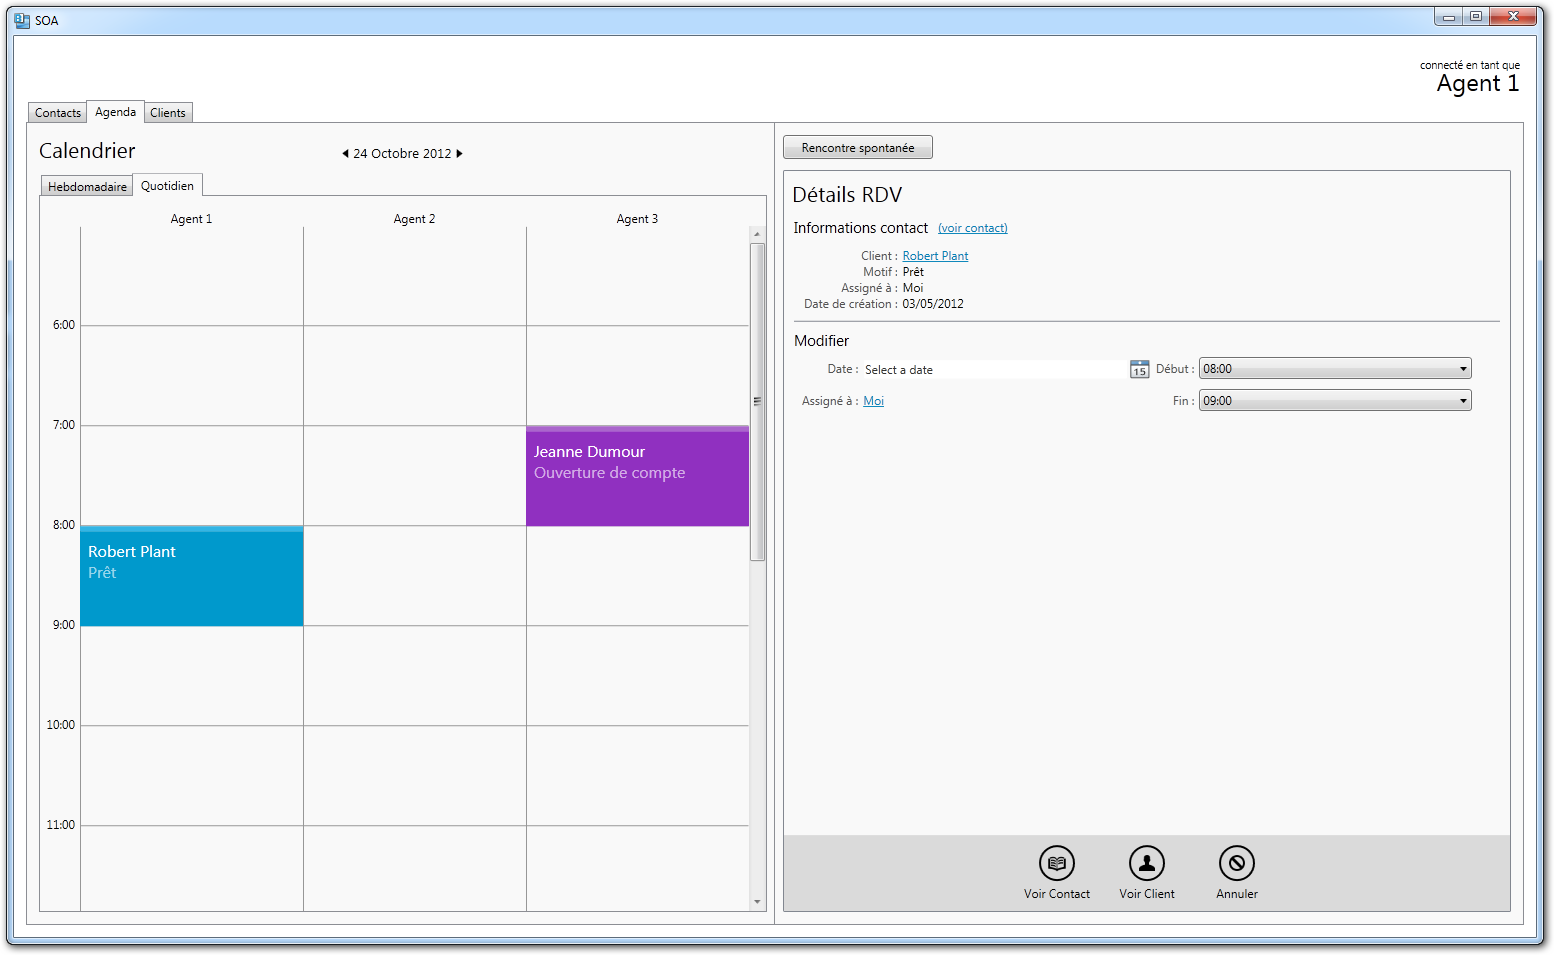 SOA
connecté en tant que
Agent 1
Contacts Agenda Clients
Calendrier
24 Octobre 2012
Hebdomadaire Quotidien
Agent 1 Agent 2 Agent 3
6:00
7:00
Jeanne Dumour
Ouverture de compte
8:00
Robert Plant
Prêt
9:00
10:00
11:00
Rencontre spontanée
Détails RDV
Informations contact (voir contact)
Client : Robert Plant
Motif : Prêt
Assigné à : Moi
Date de création : 03/05/2012
Modifier
Date : Select a date 15 Début : 08:00
Assigné à : Moi Fin : 09:00
Voir Contact Voir Client Annuler